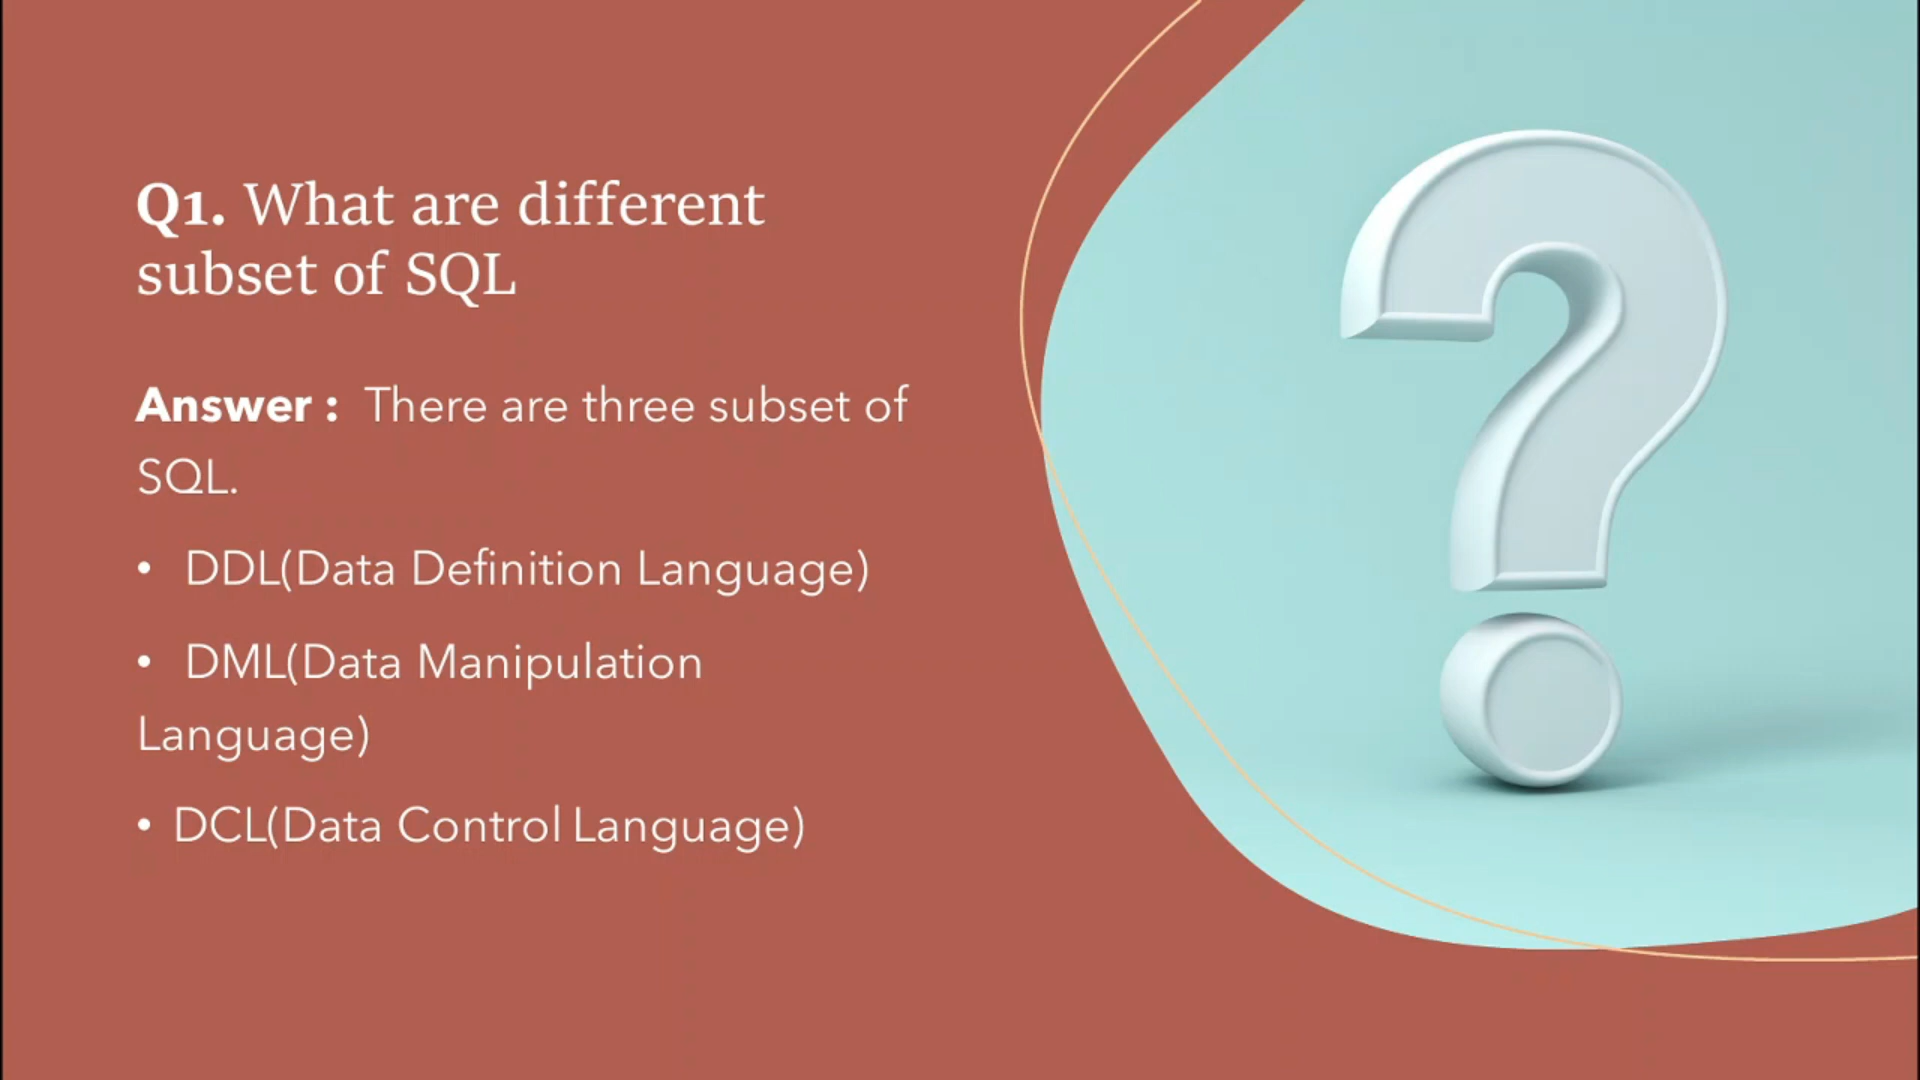 Q1. What are different
subset of SQL
Answer : There are three subset of
SQL.
• DDL(Data Definition Language)
• DML(Data Manipulation
Language)
• DCL(Data Control Language)